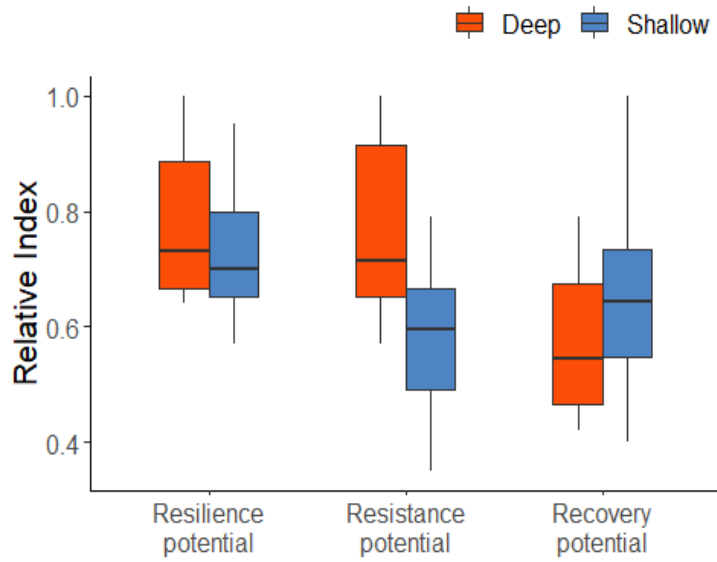 Deep Shallow
Relative Index
1.0
0.8
0.6
0.4
Resilience potential
Resistance potential
Recovery potential